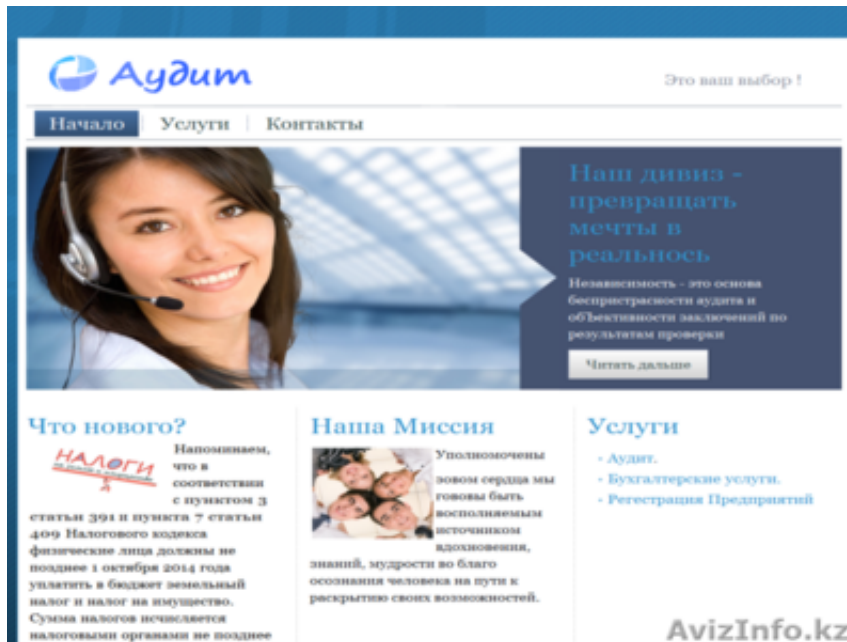 Аудит
Это ваш выбор !
Начало
Услуги
Контакты
Наш дивиз -
превращать
мечты в
реальнось
Независимость - это основа
беспристрасности аудита и
обЪективности заключений по
результатам проверки
Читать дальше
Что нового?
НАЛОГИ
Напоминаем,
что в
соответствии
с пунктом 3
статьи 391 и пункта 7 статьи
409 Налогового кодекса
физические лица должны не
позднее 1 октября 2014 года
уплатить в бюджет земельный
налог и налог на имущество.
Сумма налогов исчисляется
налоговыми органами не позднее
Наша Миссия
Уполномочены
зовом сердца мы
гововы быть
восполняемым
источником
вдохновения,
знаний, мудрости во благо
осознания человека на пути к
раскрытию своих возможностей.
Услуги
- Аудит.
- Бухгалтерские услуги.
- Регестрация Предприятий
AvizInfo.kz